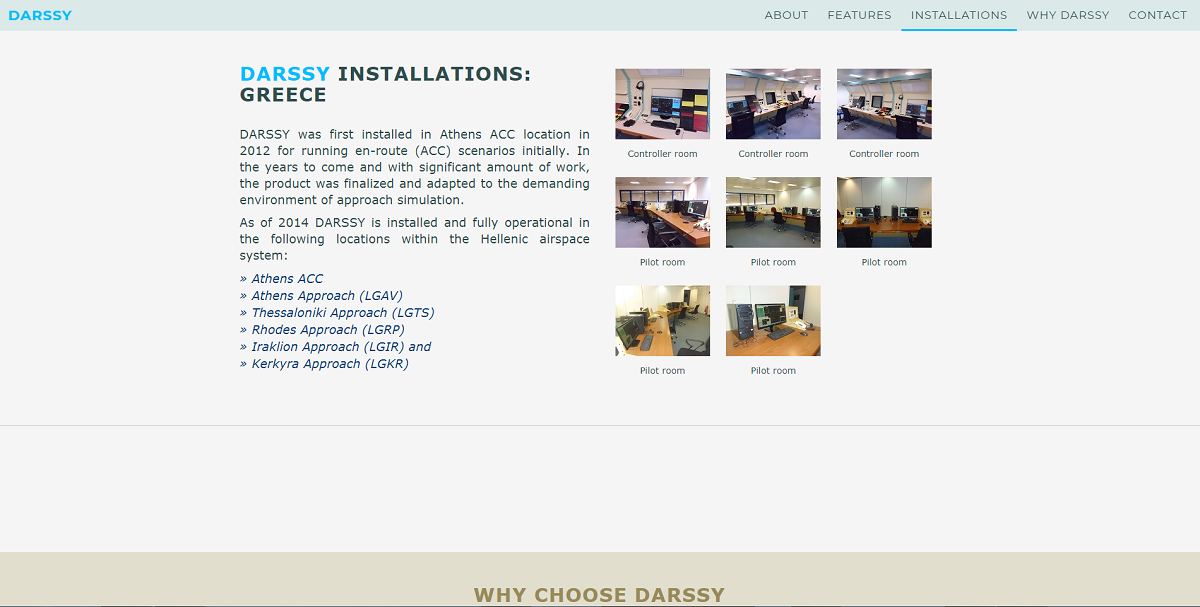 DARSSY
ABOUT FEATURES INSTALLATIONS WHY DARSSY CONTACT
DARSSY INSTALLATIONS:
GREECE
DARSSY was first installed in Athens ACC location in
2012 for running en-route (ACC) scenarios initially. In
the years to come and with significant amount of work,
the product was finalized and adapted to the demanding
environment of approach simulation.
As of 2014 DARSSY is installed and fully operational in
the following locations within the Hellenic airspace
system:
» Athens ACC
» Athens Approach (LGAV)
» Thessaloniki Approach (LGTS)
» Rhodes Approach (LGRP)
» Iraklion Approach (LGIR) and
» Kerkyra Approach (LGKR)
Controller room Controller room Controller room
Pilot room Pilot room Pilot room
Pilot room Pilot room
WHY CHOOSE DARSSY